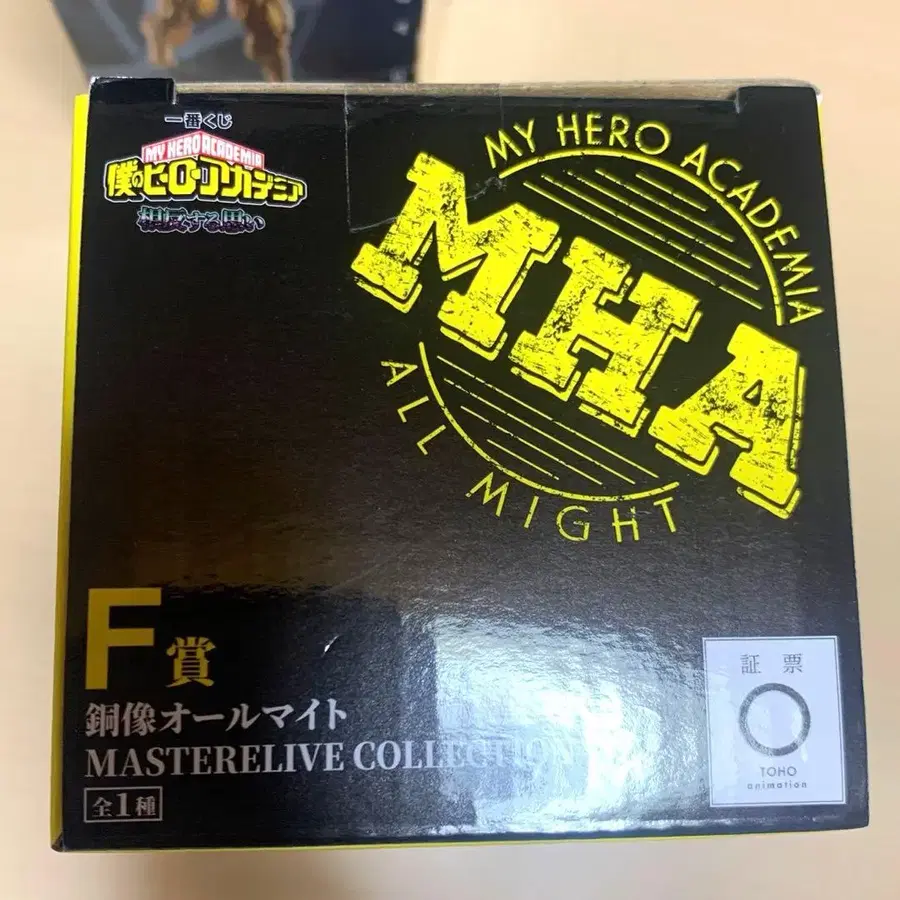 一番くじ
MY HERO ACADEMIA
僕のヒーローアカデミア
相反する思い
MY HERO ACADEMIA
MHA
ALL MIGHT
F賞
銅像オールマイト
MASTERELIVE COLLECTION
全1種
証票
TOHO
animation